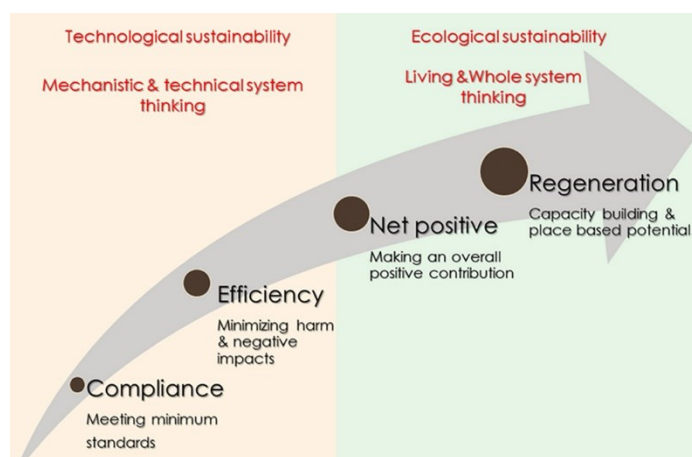 Technological sustainability
Mechanistic & technical system
thinking
Ecological sustainability
Living &Whole system
thinking
Regeneration
Capacity building &
place based potential
Net positive
Making an overall
positive contribution
Efficiency
Minimizing harm
& negative
impacts
Compliance
Meeting minimum
standards